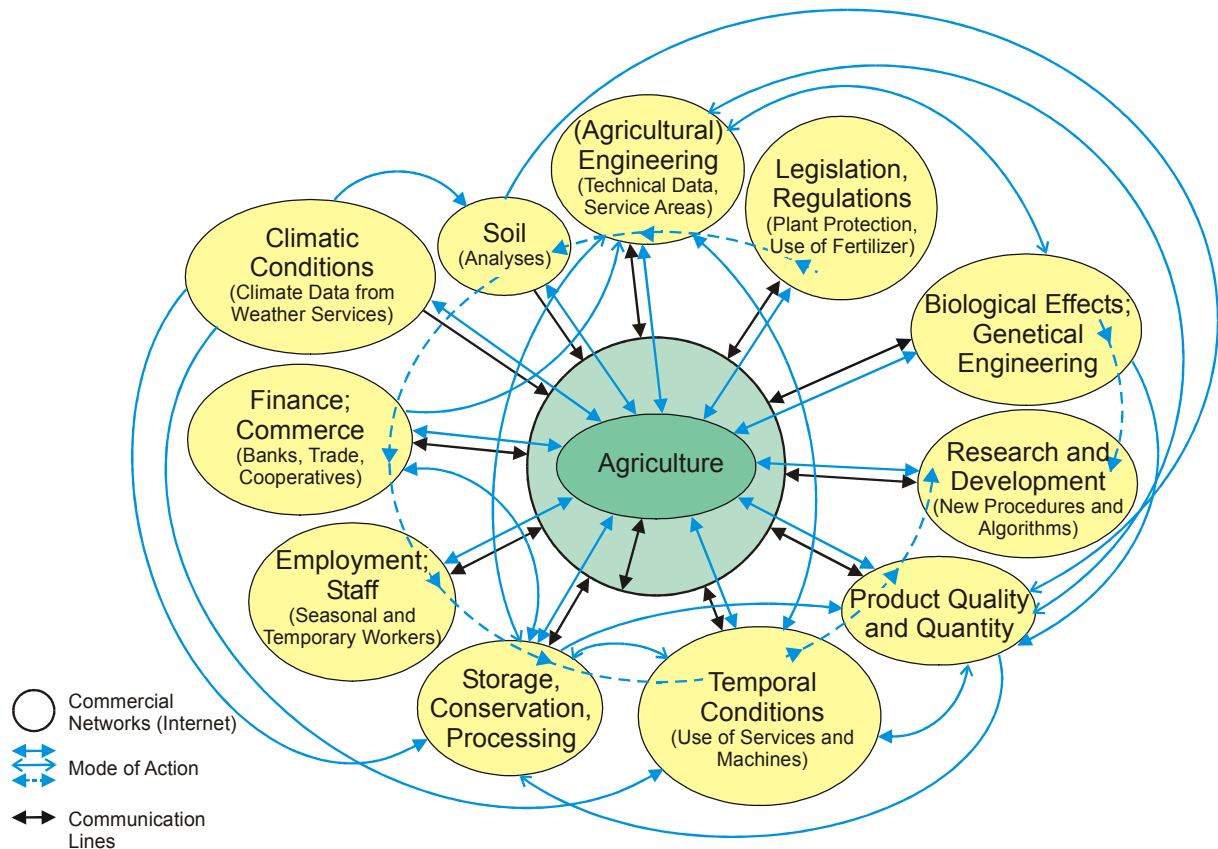 (Agricultural)
Engineering
(Technical Data,
Service Areas)
Legislation,
Regulations
(Plant Protection,
Use of Fertilizer)
Climatic
Conditions
(Climate Data from
Weather Services)
Soil
(Analyses)
Biological Effects;
Genetical
Engineering
Finance;
Commerce
(Banks, Trade,
Cooperatives)
Agriculture
Research and
Development
(New Procedures and
Algorithms)
Employment;
Staff
(Seasonal and
Temporary Workers)
Product Quality
and Quantity
Storage,
Conservation,
Processing
Temporal
Conditions
(Use of Services and
Machines)
Commercial
Networks (Internet)
Mode of Action
Communication
Lines